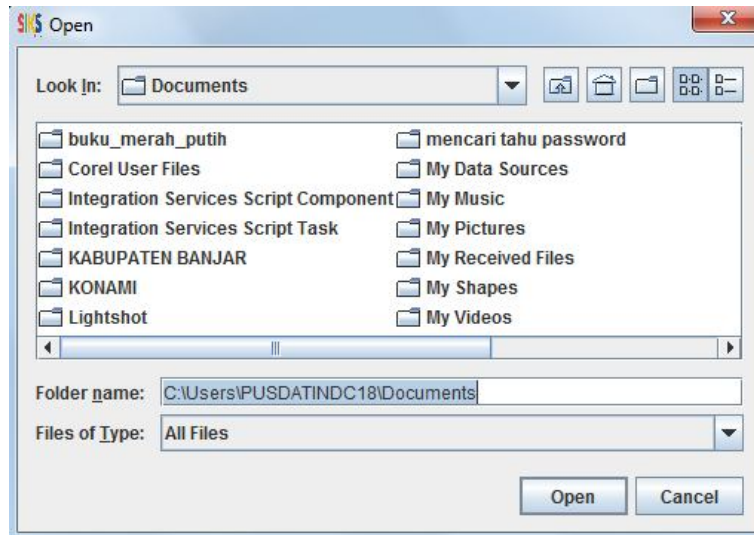 SIKS Open
Look In: Documents
buku_merah_putih
Corel User Files
Integration Services Script Component
Integration Services Script Task
KABUPATEN BANJAR
KONAMI
Lightshot
mencari tahu password
My Data Sources
My Music
My Pictures
My Received Files
My Shapes
My Videos
Folder name: C:\Users\PUSDATINDC18\Documents
Files of Type: All Files
Open Cancel